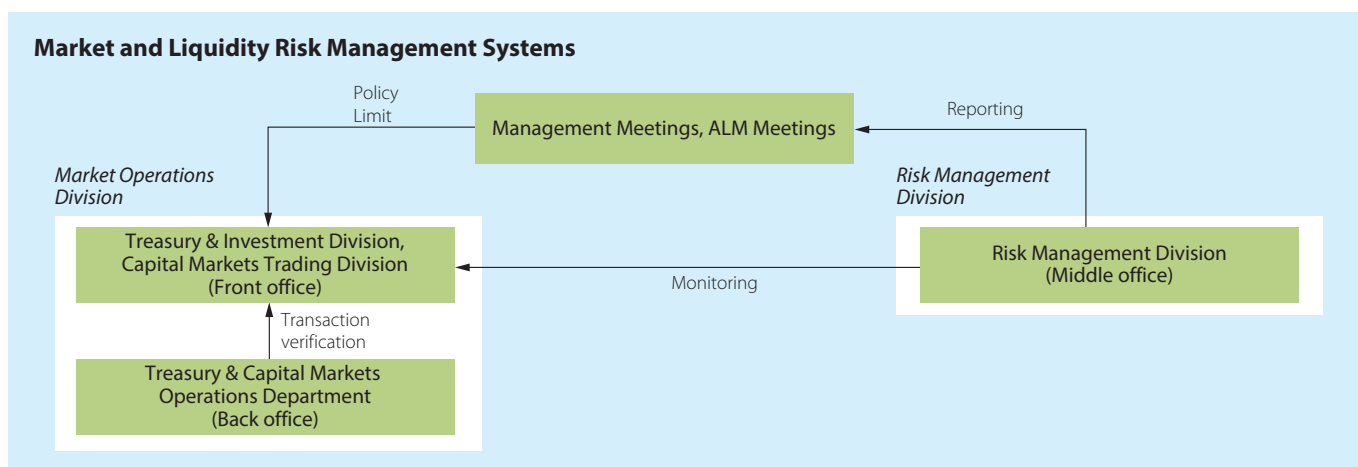 Market and Liquidity Risk Management Systems
Policy
Limit
Management Meetings, ALM Meetings
Reporting
Market Operations
Division
Risk Management
Division
Treasury & Investment Division,
Capital Markets Trading Division
(Front office)
Monitoring
Risk Management Division
(Middle office)
Transaction
verification
Treasury & Capital Markets
Operations Department
(Back office)